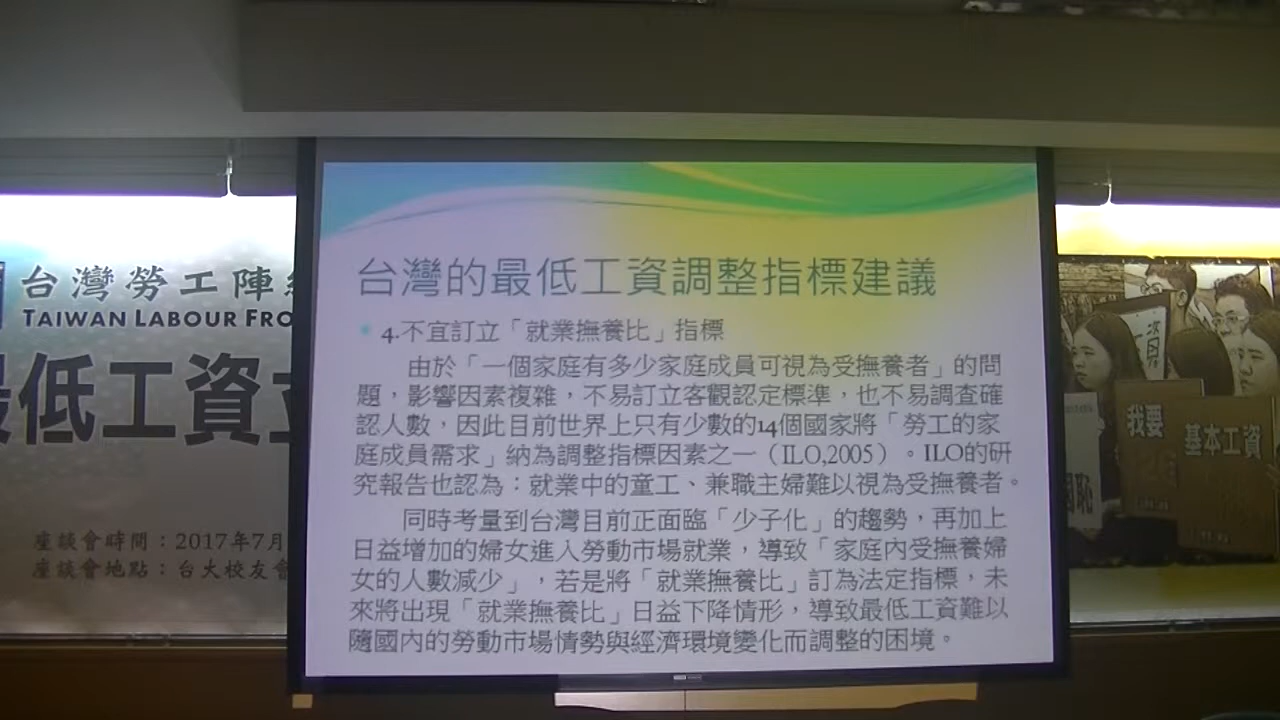 台灣勞工陣
TAIWAN LABOUR FRO
低工資
座談會時間：2017年7月
座談會地點：台大校友會
台灣的最低工資調整指標建議
4.不宜訂立「就業撫養比」指標
由於「一個家庭有多少家庭成員可視為受撫養者」的問
題，影響因素複雜，不易訂立客觀認定標準，也不易調查確
認人數，因此目前世界上只有少數的14個國家將「勞工的家
庭成員需求」納為調整指標因素之一（ILO,2005）。ILO的研
究報告也認為：就業中的童工、兼職主婦難以視為受撫養者。
同時考量到台灣目前正面臨「少子化」的趨勢，再加上
日益增加的婦女進入勞動市場就業，導致「家庭內受撫養婦
女的人數減少」，若是將「就業撫養比」訂為法定指標，未
來將出現「就業撫養比」日益下降情形，導致最低工資難以
隨國內的勞動市場情勢與經濟環境變化而調整的困境。
我要
基本工資